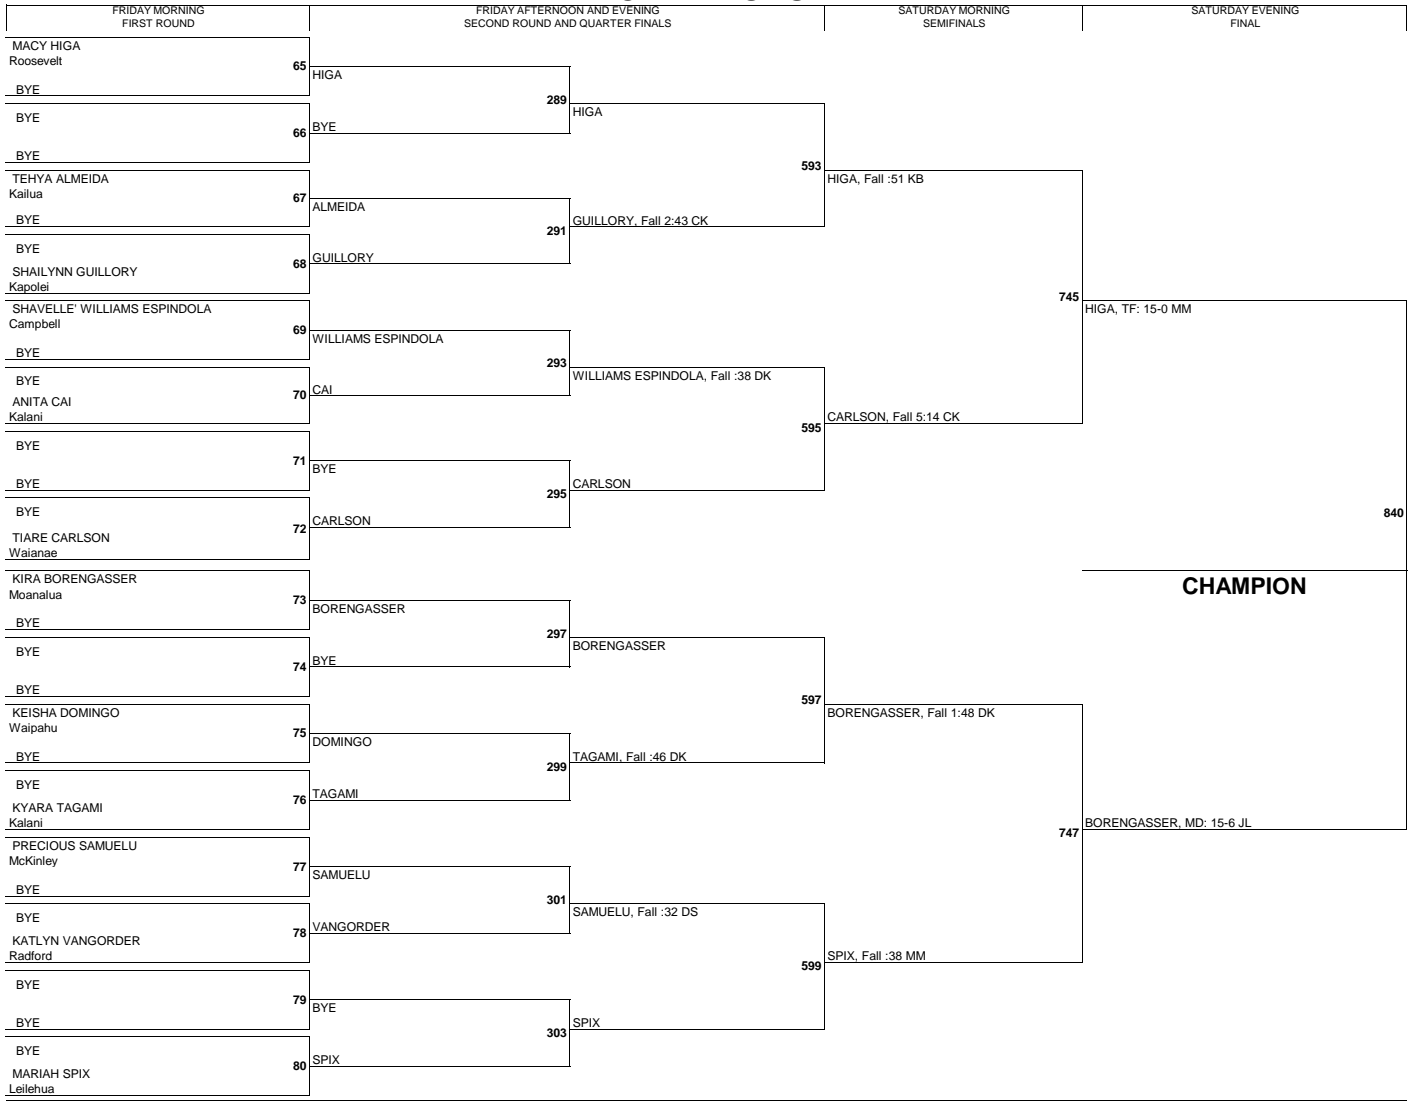 FRIDAY MORNING
FIRST ROUND
FRIDAY AFTERNOON AND EVENING
SECOND ROUND AND QUARTER FINALS
SATURDAY MORNING
SEMIFINALS
SATURDAY EVENING
FINAL
MACY HIGA
Roosevelt
65
BYE
BYE
66
BYE
TEHYA ALMEIDA
Kailua
67
BYE
BYE
68
SHAILYNN GUILLORY
Kapolei
SHAVELLE' WILLIAMS ESPINDOLA
Campbell
69
BYE
BYE
70
ANITA CAI
Kalani
BYE
71
BYE
BYE
72
TIARE CARLSON
Waianae
KIRA BORENGASSER
Moanalua
73
BYE
BYE
74
BYE
KEISHA DOMINGO
Waipahu
75
BYE
BYE
76
KYARA TAGAMI
Kalani
PRECIOUS SAMUELU
McKinley
77
BYE
BYE
78
KATLYN VANGORDER
Radford
BYE
79
BYE
BYE
80
MARIAH SPIX
Leilehua
HIGA
289
BYE
ALMEIDA
291
GUILLORY
WILLIAMS ESPINDOLA
293
CAI
BYE
295
CARLSON
BORENGASSER
297
BYE
DOMINGO
299
TAGAMI
SAMUELU
301
VANGORDER
BYE
303
SPIX
HIGA
593
GUILLORY, Fall 2:43 CK
WILLIAMS ESPINDOLA, Fall :38 DK
595
CARLSON
BORENGASSER
597
TAGAMI, Fall :46 DK
SAMUELU, Fall :32 DS
599
SPIX
HIGA, Fall :51 KB
745
CARLSON, Fall 5:14 CK
BORENGASSER, Fall 1:48 DK
747
SPIX, Fall :38 MM
HIGA, TF: 15-0 MM
840
CHAMPION
BORENGASSER, MD: 15-6 JL